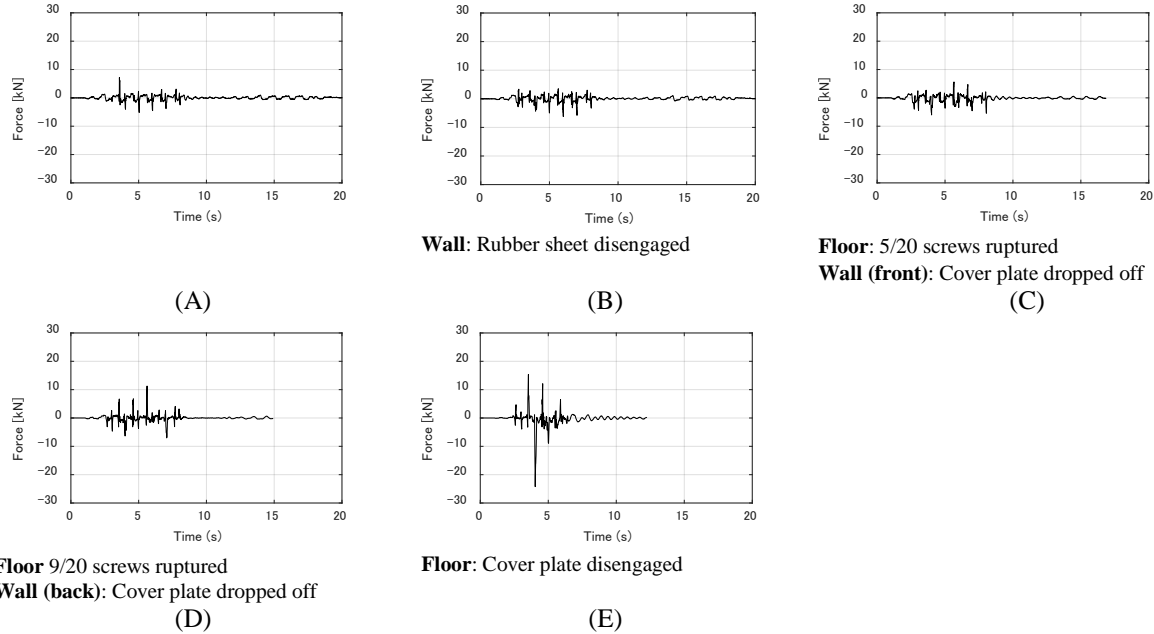 30
20
10
0
−10
−20
−30
Force [kN]
0 5 10 15 20
Time (s)
(A)
30
20
10
0
−10
−20
−30
Force [kN]
0 5 10 15 20
Time (s)
Wall: Rubber sheet disengaged
(B)
30
20
10
0
−10
−20
−30
Force [kN]
0 5 10 15 20
Time (s)
Floor: 5/20 screws ruptured
Wall (front): Cover plate dropped off
(C)
30
20
10
0
−10
−20
−30
Force [kN]
0 5 10 15 20
Time (s)
Floor 9/20 screws ruptured
Wall (back): Cover plate dropped off
(D)
30
20
10
0
−10
−20
−30
Force [kN]
0 5 10 15 20
Time (s)
Floor: Cover plate disengaged
(E)